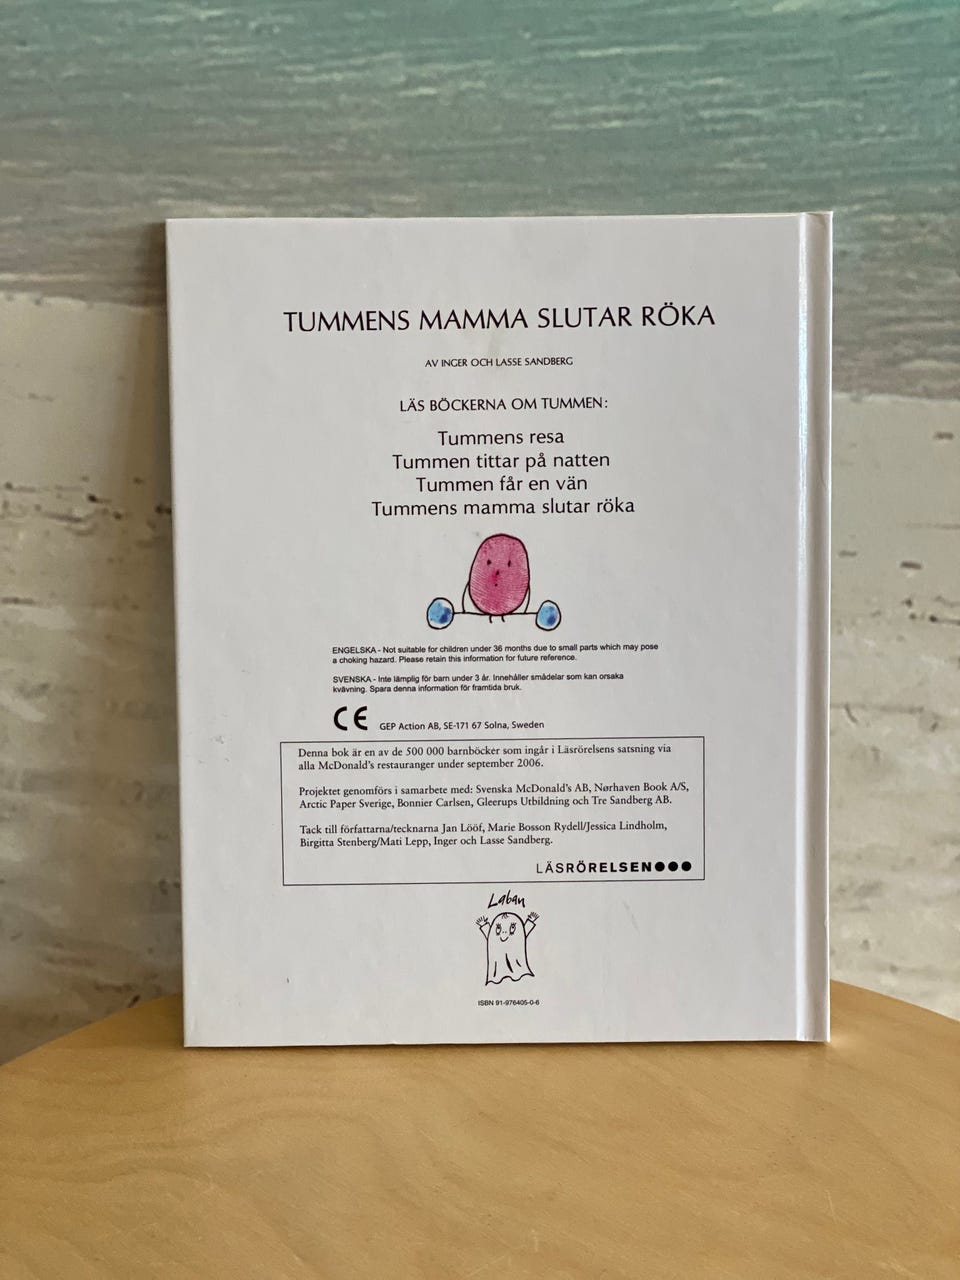 TUMMENS MAMMA SLUTAR RÖKA
AV INGER OCH LASSE SANDBERG
LÄS BÖCKERNA OM TUMMEN:
Tummens resa
Tummen tittar på natten
Tummen får en vän
Tummens mamma slutar röka
ENGELSKA - Not suitable for children under 36 months due to small parts which may pose
a choking hazard. Please retain this information for future reference.
SVENSKA - Inte lämplig för barn under 3 år. Innehåller smådelar som kan orsaka
kvävning. Spara denna information för framtida bruk.
CE GEP Action AB, SE-171 67 Solna, Sweden
Denna bok är en av de 500 000 barnböcker som ingår i Läsrörelsens satsning via
alla McDonald's restauranger under september 2006.
Projektet genomförs i samarbete med: Svenska McDonald's AB, Nørhaven Book A/S,
Arctic Paper Sverige, Bonnier Carlsen, Gleerups Utbildning och Tre Sandberg AB.
Tack till författarna/tecknarna Jan Lööf, Marie Bosson Rydell/Jessica Lindholm,
Birgitta Stenberg/Mati Lepp, Inger och Lasse Sandberg.
LÄSRÖRELSEN●●●
Laban
ISBN 91-976405-0-6